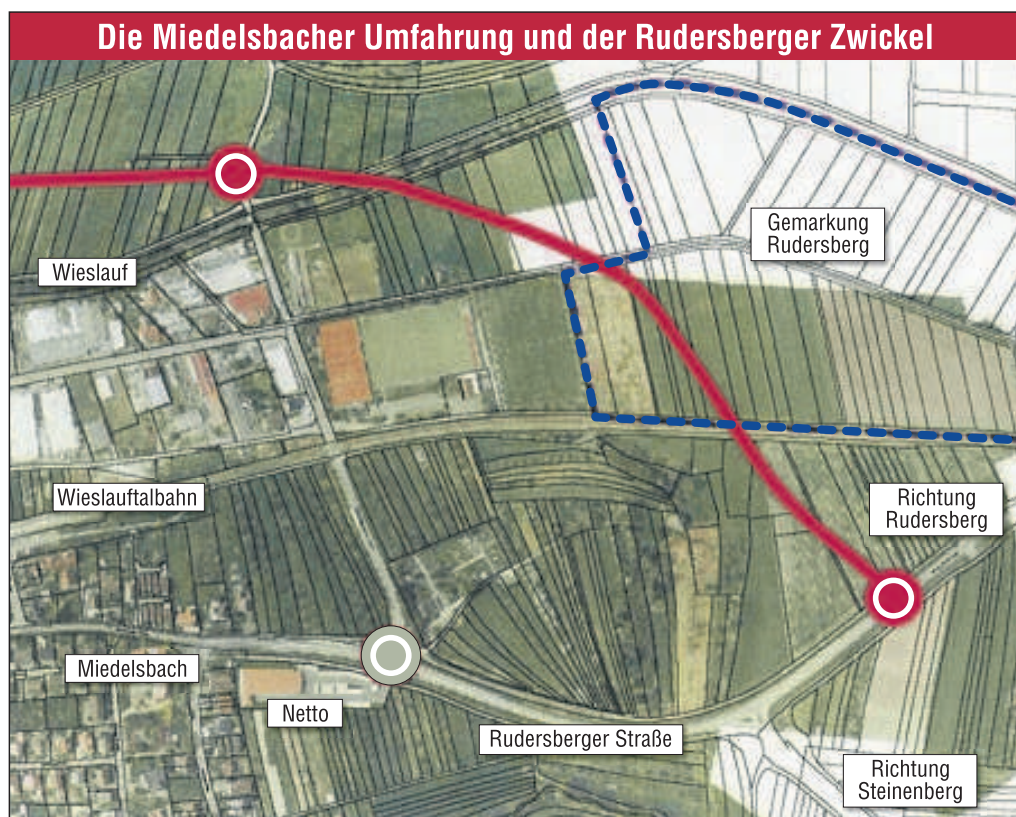 Die Miedelsbacher Umfahrung und der Rudersberger Zwickel
Gemarkung
Rudersberg
Wieslauf
Wieslauftalbahn
Richtung
Rudersberg
Miedelsbach
Netto
Rudersberger Straße
Richtung
Steinenberg